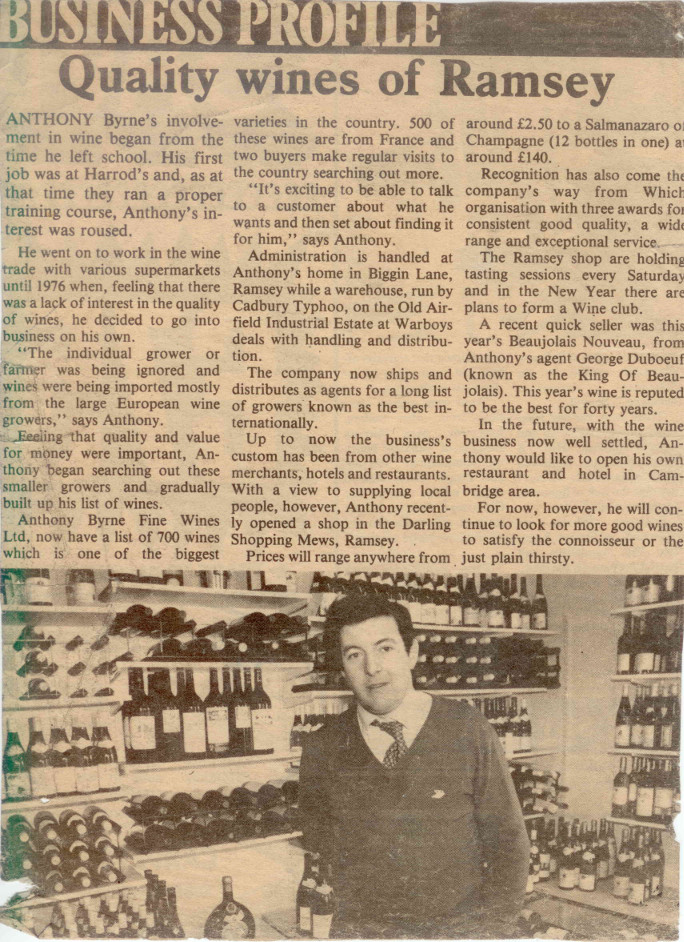 BUSINESS PROFILE
Quality wines of Ramsey
ANTHONY Byrne's involve-
ment in wine began from the
time he left school. His first
job was at Harrod's and, as at
that time they ran a proper
training course, Anthony's in-
terest was roused.
He went on to work in the wine
trade with various supermarkets
until 1976 when, feeling that there
was a lack of interest in the quality
of wines, he decided to go into
business on his own.
"The individual grower or
farmer was being ignored and
wines were being imported mostly
from the large European wine
growers," says Anthony.
Feeling that quality and value
for money were important, An-
thony began searching out these
smaller growers and gradually
built up his list of wines.
Anthony Byrne Fine Wines
Ltd, now have a list of 700 wines
which is one of the biggest
varieties in the country. 500 of
these wines are from France and
two buyers make regular visits to
the country searching out more.
"It's exciting to be able to talk
to a customer about what he
wants and then set about finding it
for him," says Anthony.
Administration is handled at
Anthony's home in Biggin Lane,
Ramsey while a warehouse, run by
Cadbury Typhoo, on the Old Air-
field Industrial Estate at Warboys
deals with handling and distribu-
tion.
The company now ships and
distributes as agents for a long list
of growers known as the best in-
ternationally.
Up to now the business's
custom has been from other wine
merchants, hotels and restaurants.
With a view to supplying local
people, however, Anthony recent-
ly opened a shop in the Darling
Shopping Mews, Ramsey.
Prices will range anywhere from
around £2.50 to a Salmanazaro of
Champagne (12 bottles in one) at
around £140.
Recognition has also come the
company's way from Which
organisation with three awards for
consistent good quality, a wide
range and exceptional service.
The Ramsey shop are holding
tasting sessions every Saturday
and in the New Year there are
plans to form a Wine club.
A recent quick seller was this
year's Beaujolais Nouveau, from
Anthony's agent George Duboeuf
(known as the King Of Beau-
jolais). This year's wine is reputed
to be the best for forty years.
In the future, with the wine
business now well settled, An-
thony would like to open his own
restaurant and hotel in Cam-
bridge area.
For now, however, he will con-
tinue to look for more good wines
to satisfy the connoisseur or the
just plain thirsty.